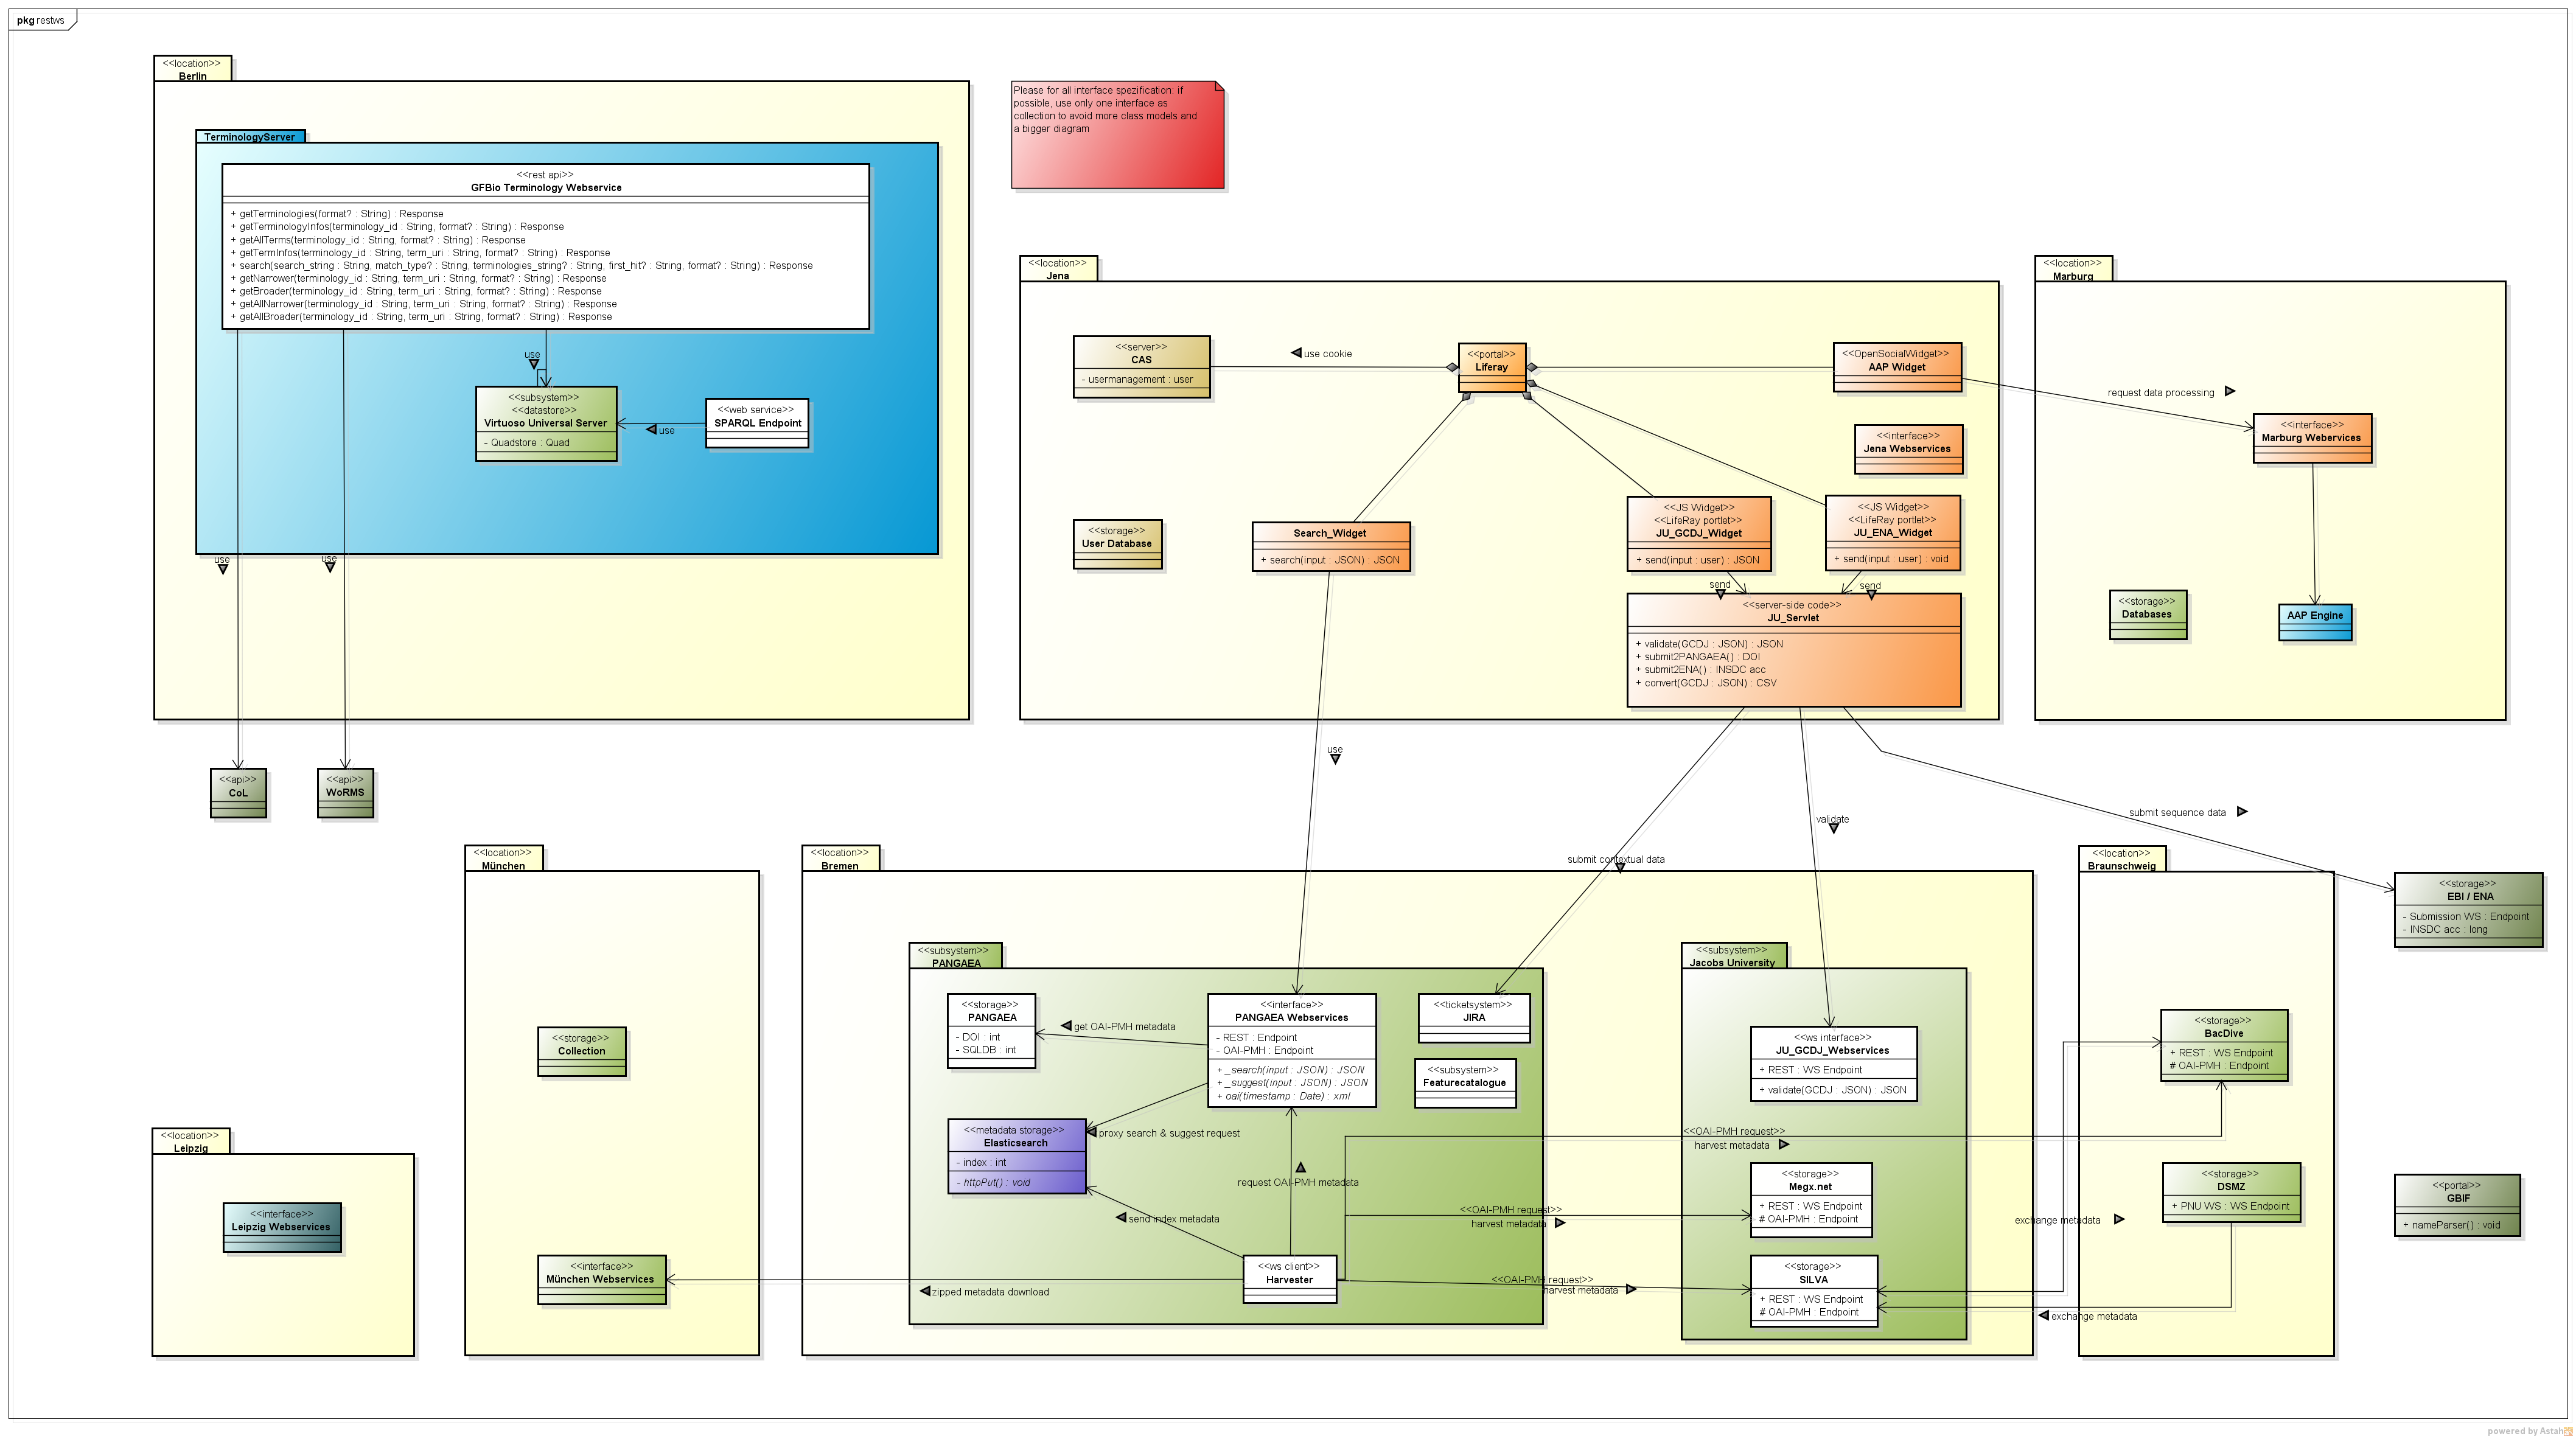 pkg restws
<<location>>
Berlin
TerminologyServer
<<rest api>>
GFBio Terminology Webservice
+ getTerminologies(format? : String) : Response
+ getTerminologyInfos(terminology_id : String, format? : String) : Response
+ getAllTerms(terminology_id : String, format? : String) : Response
+ getTermInfos(terminology_id : String, term_uri : String, format? : String) : Response
+ search(search_string : String, match_type? : String, terminologies_string? : String, first_hit? : String, format? : String) : Response
+ getNarrower(terminology_id : String, term_uri : String, format? : String) : Response
+ getBroader(terminology_id : String, term_uri : String, format? : String) : Response
+ getAllNarrower(terminology_id : String, term_uri : String, format? : String) : Response
+ getAllBroader(terminology_id : String, term_uri : String, format? : String) : Response
use
<<subsystem>>
<<datastore>>
Virtuoso Universal Server
- Quadstore : Quad
use
<<web service>>
SPARQL Endpoint
use
use
<<api>>
CoL
<<api>>
WoRMS
Please for all interface spezification: if
possible, use only one interface as
collection to avoid more class models and
a bigger diagram
<<location>>
Jena
<<server>>
CAS
- usermanagement : user
use cookie
<<portal>>
Liferay
<<OpenSocialWidget>>
AAP Widget
<<interface>>
Jena Webservices
<<storage>>
User Database
Search_Widget
+ search(input : JSON) : JSON
<<JS Widget>>
<<LifeRay portlet>>
JU_GCDJ_Widget
+ send(input : user) : JSON
<<JS Widget>>
<<LifeRay portlet>>
JU_ENA_Widget
+ send(input : user) : void
send
send
<<server-side code>>
JU_Servlet
+ validate(GCDJ : JSON) : JSON
+ submit2PANGAEA() : DOI
+ submit2ENA() : INSDC acc
+ convert(GCDJ : JSON) : CSV
<<location>>
Marburg
request data processing
<<interface>>
Marburg Webervices
<<storage>>
Databases
AAP Engine
use
validate
submit contextual data
submit sequence data
<<location>>
München
<<storage>>
Collection
<<interface>>
München Webservices
<<location>>
Leipzig
<<interface>>
Leipzig Webservices
<<location>>
Bremen
<<subsystem>>
PANGAEA
<<storage>>
PANGAEA
- DOI : int
- SQLDB : int
get OAI-PMH metadata
<<interface>>
PANGAEA Webservices
- REST : Endpoint
- OAI-PMH : Endpoint
+ _search(input : JSON) : JSON
+ _suggest(input : JSON) : JSON
+ oai(timestamp : Date) : xml
<<ticketsystem>>
JIRA
<<subsystem>>
Featurecatalogue
<<metadata storage>>
Elasticsearch
- index : int
- httpPut() : void
proxy search & suggest request
request OAI-PMH metadata
send index metadata
<<ws client>>
Harvester
zipped metadata download
<<OAI-PMH request>>
harvest metadata
<<OAI-PMH request>>
harvest metadata
<<OAI-PMH request>>
harvest metadata
<<subsystem>>
Jacobs University
<<ws interface>>
JU_GCDJ_Webservices
+ REST : WS Endpoint
+ validate(GCDJ : JSON) : JSON
<<storage>>
Megx.net
+ REST : WS Endpoint
# OAI-PMH : Endpoint
<<storage>>
SILVA
+ REST : WS Endpoint
# OAI-PMH : Endpoint
<<location>>
Braunschweig
<<storage>>
BacDive
+ REST : WS Endpoint
# OAI-PMH : Endpoint
<<storage>>
DSMZ
+ PNU WS : WS Endpoint
exchange metadata
exchange metadata
<<storage>>
EBI / ENA
- Submission WS : Endpoint
- INSDC acc : long
<<portal>>
GBIF
+ nameParser() : void
powered by Astah